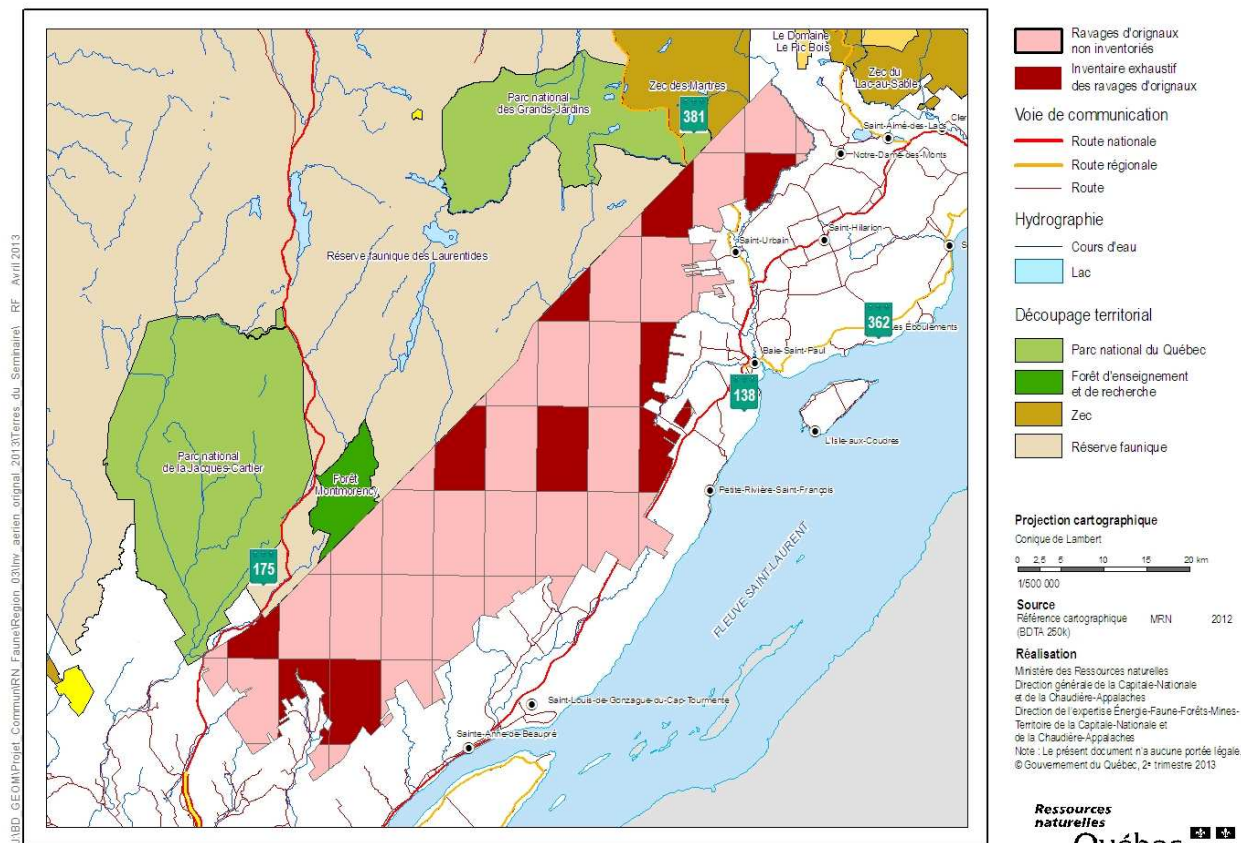 Le Domaine
Le Pic Bois
Zec des Martres
Zec du
Lac-au-Sable
Parc national
des Grands-Jardins
381
Saint-Aimé-des-Lacs
Cler
Notre-Dame-des-Monts
Saint-Urbain
Saint-Hilarion
S
Réserve faunique des Laurentides
362
Les Éboulements
Baie-Saint-Paul
138
L'Isle-aux-Coudres
Parc national
de la Jacques-Cartier
Forêt
Montmorency
Petite-Rivière-Saint-François
175
FLEUVE SAINT-LAURENT
Saint-Louis-de-Gonzague-du-Cap-Tourmente
Sainte-Anne-de-Beaupré
J:\BD_GEOM\Projet_Commun\RN_Faune\Region_03\Inv_aerien_orignal_2013\Terres_du_Seminaire\ RF Avril 2013
Ravages d'orignaux
non inventoriés
Inventaire exhaustif
des ravages d'orignaux
Voie de communication
Route nationale
Route régionale
Route
Hydrographie
Cours d'eau
Lac
Découpage territorial
Parc national du Québec
Forêt d'enseignement
et de recherche
Zec
Réserve faunique
Projection cartographique
Conique de Lambert
0 2,5 5 10 15 20 km
1/500 000
Source
Référence cartographique MRN 2012
(BDTA 250k)
Réalisation
Ministère des Ressources naturelles
Direction générale de la Capitale-Nationale
et de la Chaudière-Appalaches
Direction de l'expertise Énergie-Faune-Forêts-Mines-
Territoire de la Capitale-Nationale et
de la Chaudière-Appalaches
Note : Le présent document n'a aucune portée légale.
© Gouvernement du Québec, 2e trimestre 2013
Ressources
naturelles
Québec